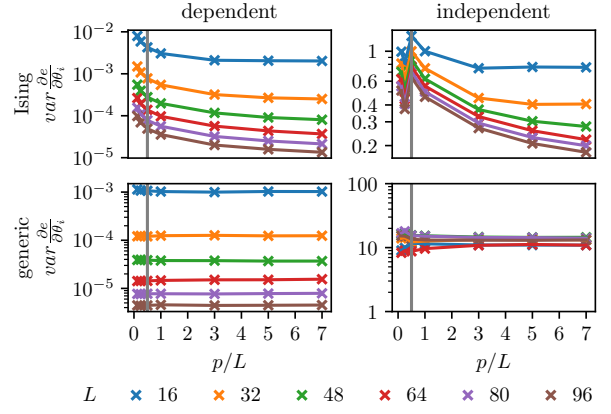 dependent independent
Ising
var ∂e/∂θᵢ
10⁻²
10⁻³
10⁻⁴
10⁻⁵
1
0.6
0.4
0.3
0.2
generic
var ∂e/∂θᵢ
10⁻³
10⁻⁴
10⁻⁵
100
10
1
0 1 2 3 4 5 6 7 0 1 2 3 4 5 6 7
p/L p/L
L 16 32 48 64 80 96